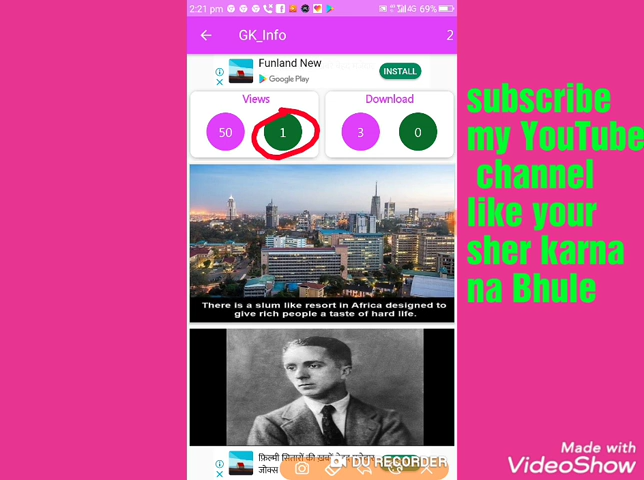 2:21 pm
4G 69%
GK_Info
2
Funland New
Google Play
INSTALL
Views
Download
50
1
3
0
There is a slum like resort in Africa designed to
give rich people a taste of hard life.
जोक्स
DU RECORDER
subscribe
my YouTube
channel
like your
sher karna
na Bhule
Made with
VideoShow